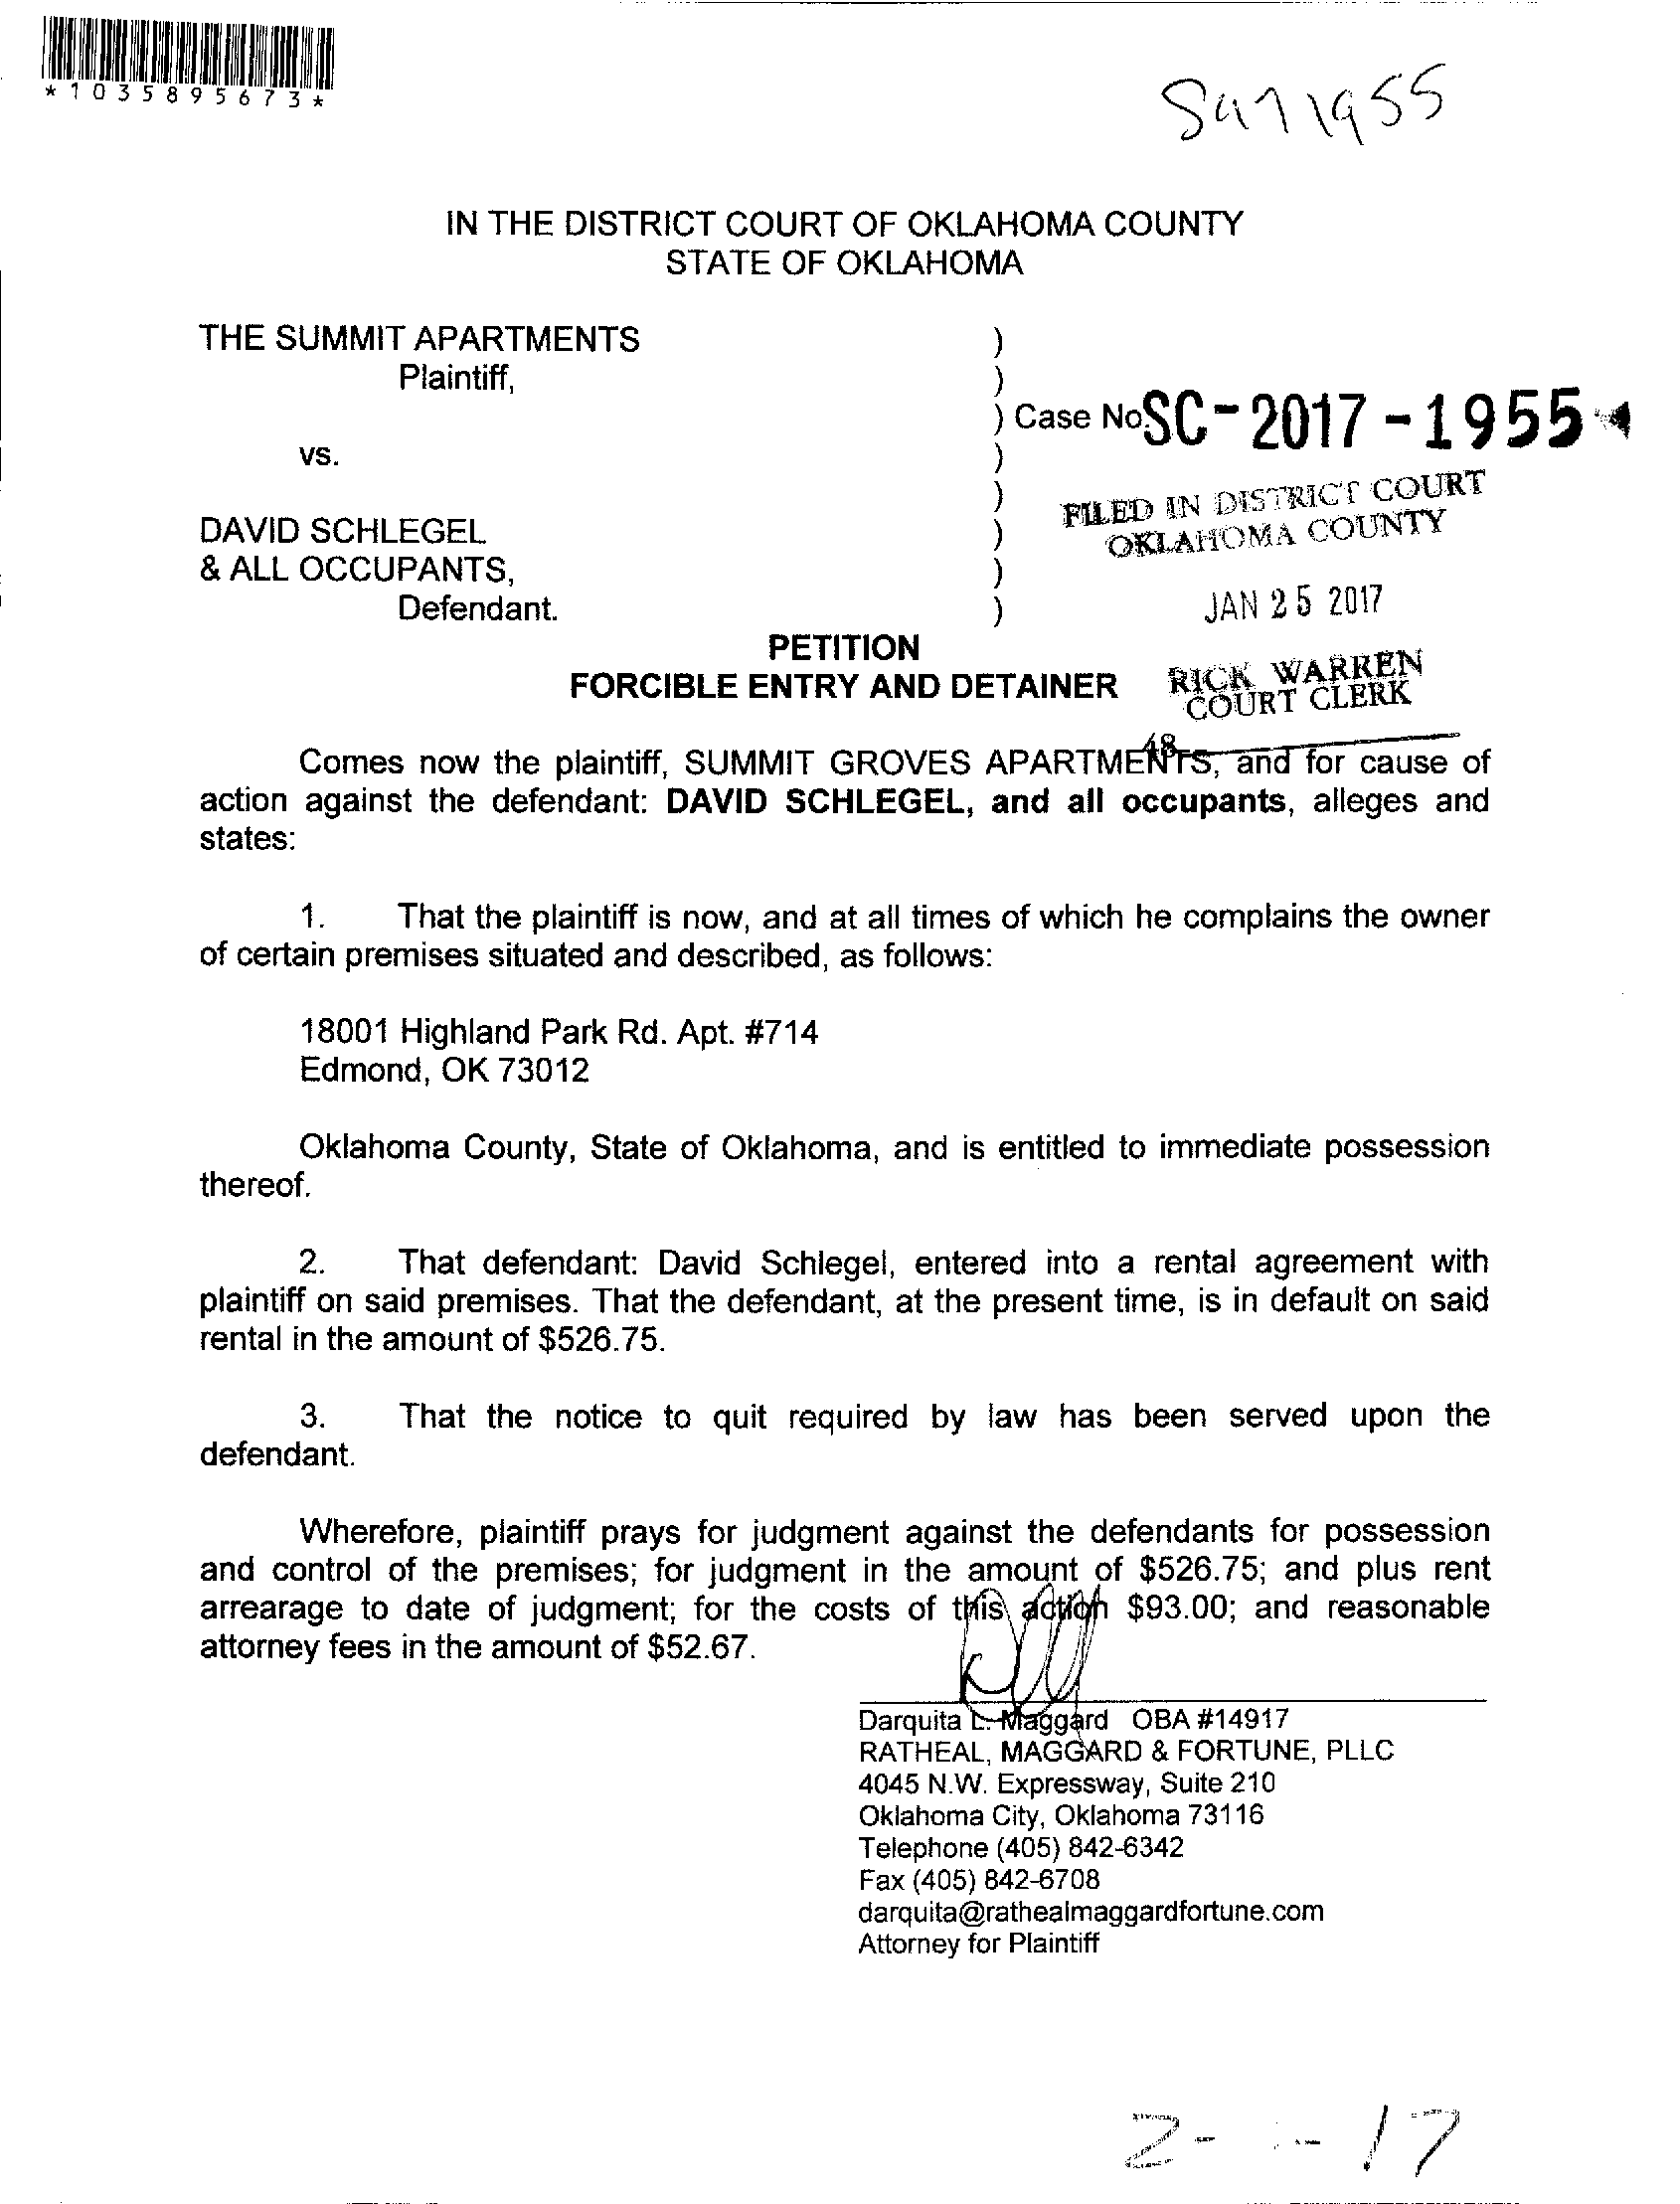 *1035895673*
IN THE DISTRICT COURT OF OKLAHOMA COUNTY
STATE OF OKLAHOMA
THE SUMMIT APARTMENTS )
Plaintiff, )
) Case No. SC-2017-1955
vs. )
)
DAVID SCHLEGEL )
& ALL OCCUPANTS, )
Defendant. )
FILED IN DISTRICT COURT
OKLAHOMA COUNTY
JAN 25 2017
RICK WARREN
COURT CLERK
48
PETITION
FORCIBLE ENTRY AND DETAINER
Comes now the plaintiff, SUMMIT GROVES APARTMENTS, and for cause of
action against the defendant: DAVID SCHLEGEL, and all occupants, alleges and
states:
1. That the plaintiff is now, and at all times of which he complains the owner
of certain premises situated and described, as follows:
18001 Highland Park Rd. Apt. #714
Edmond, OK 73012
Oklahoma County, State of Oklahoma, and is entitled to immediate possession
thereof.
2. That defendant: David Schlegel, entered into a rental agreement with
plaintiff on said premises. That the defendant, at the present time, is in default on said
rental in the amount of $526.75.
3. That the notice to quit required by law has been served upon the
defendant.
Wherefore, plaintiff prays for judgment against the defendants for possession
and control of the premises; for judgment in the amount of $526.75; and plus rent
arrearage to date of judgment; for the costs of this action $93.00; and reasonable
attorney fees in the amount of $52.67.
Darquita L. Maggard OBA #14917
RATHEAL, MAGGARD & FORTUNE, PLLC
4045 N.W. Expressway, Suite 210
Oklahoma City, Oklahoma 73116
Telephone (405) 842-6342
Fax (405) 842-6708
darquita@rathealmaggardfortune.com
Attorney for Plaintiff